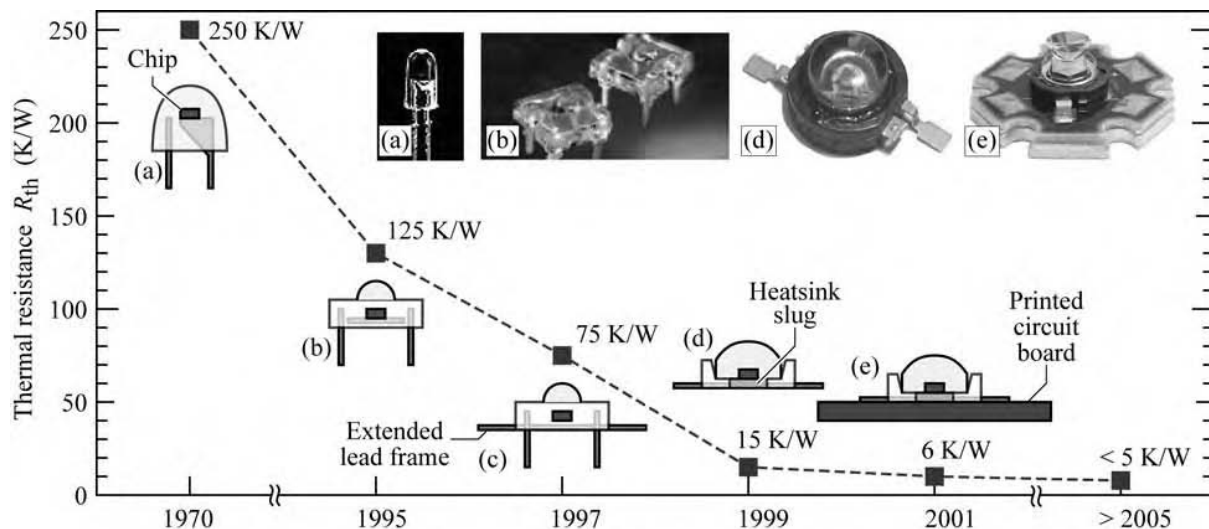 Thermal resistance Rth (K/W)
250
200
150
100
50
0
250 K/W
Chip
(a)
(a)
(b)
(d)
(e)
125 K/W
(b)
75 K/W
Extended
lead frame
(c)
Heatsink
slug
(d)
(e)
Printed
circuit
board
15 K/W
6 K/W
< 5 K/W
1970
1995
1997
1999
2001
> 2005